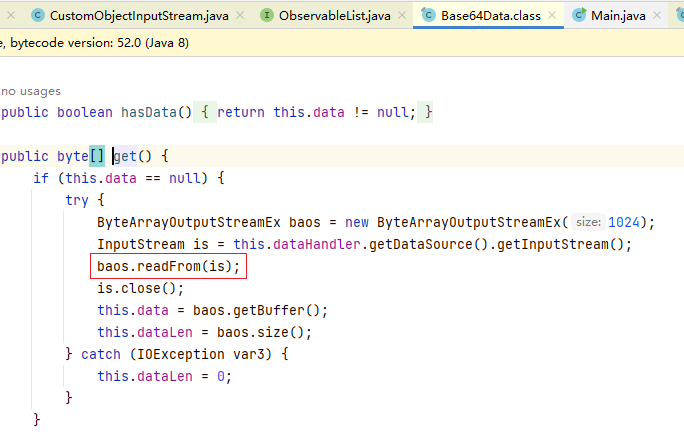 CustomObjectInputStream.java ObservableList.java Base64Data.class Main.java
e, bytecode version: 52.0 (Java 8)
no usages
public boolean hasData() { return this.data != null; }
public byte[] get() {
if (this.data == null) {
try {
ByteArrayOutputStreamEx baos = new ByteArrayOutputStreamEx( size: 1024);
InputStream is = this.dataHandler.getDataSource().getInputStream();
baos.readFrom(is);
is.close();
this.data = baos.getBuffer();
this.dataLen = baos.size();
} catch (IOException var3) {
this.dataLen = 0;
}
}